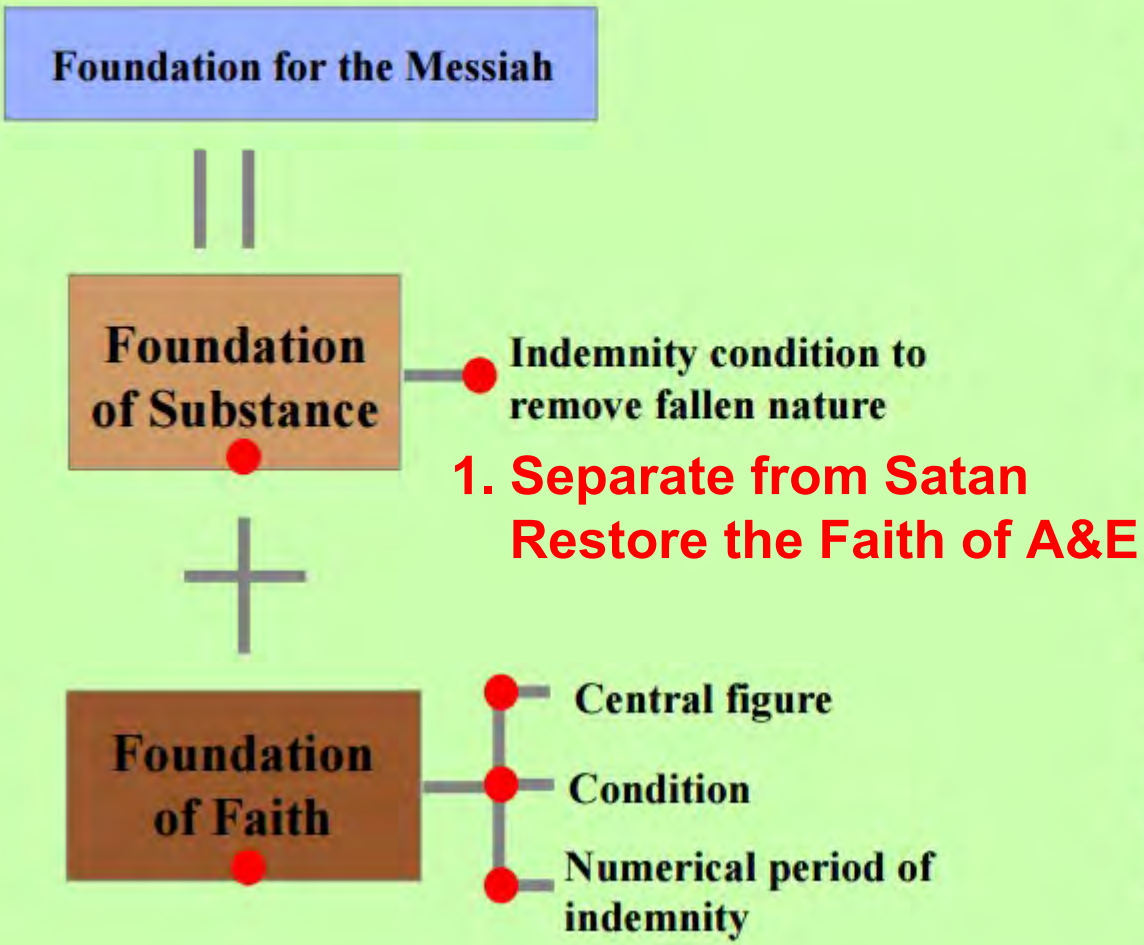 Foundation for the Messiah
Foundation
of Substance
Indemnity condition to
remove fallen nature
1. Separate from Satan
Restore the Faith of A&E
Foundation
of Faith
Central figure
Condition
Numerical period of
indemnity